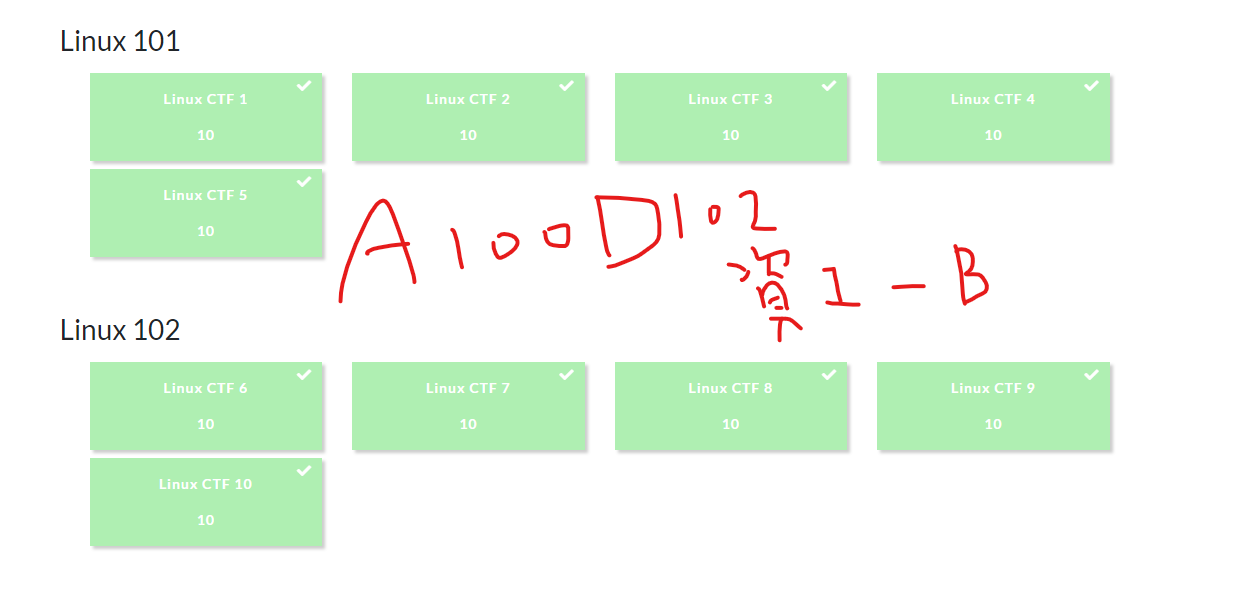 Linux 101
Linux CTF 1
10
Linux CTF 2
10
Linux CTF 3
10
Linux CTF 4
10
Linux CTF 5
10
A100D102
1-B
Linux 102
Linux CTF 6
10
Linux CTF 7
10
Linux CTF 8
10
Linux CTF 9
10
Linux CTF 10
10